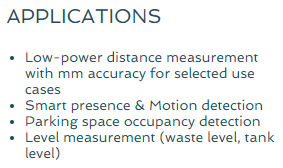 APPLICATIONS
• Low-power distance measurement
with mm accuracy for selected use
cases
• Smart presence & Motion detection
• Parking space occupancy detection
• Level measurement (waste level, tank
level)